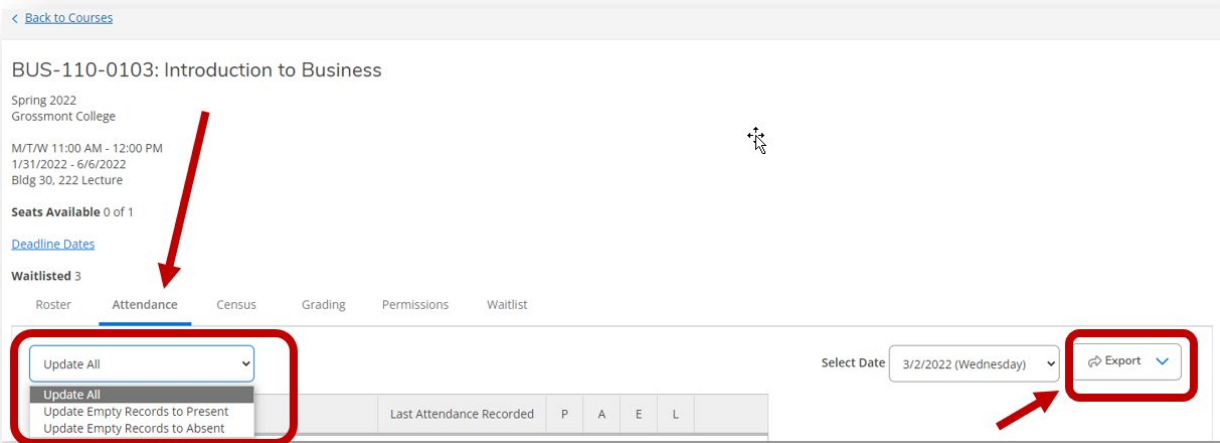 Back to Courses
BUS-110-0103: Introduction to Business
Spring 2022
Grossmont College
M/T/W 11:00 AM - 12:00 PM
1/31/2022 - 6/6/2022
Bldg 30, 222 Lecture
Seats Available 0 of 1
Deadline Dates
Waitlisted 3
Roster Attendance Census Grading Permissions Waitlist
Update All Select Date 3/2/2022 (Wednesday) Export
Update All
Update Empty Records to Present Last Attendance Recorded P A E L
Update Empty Records to Absent